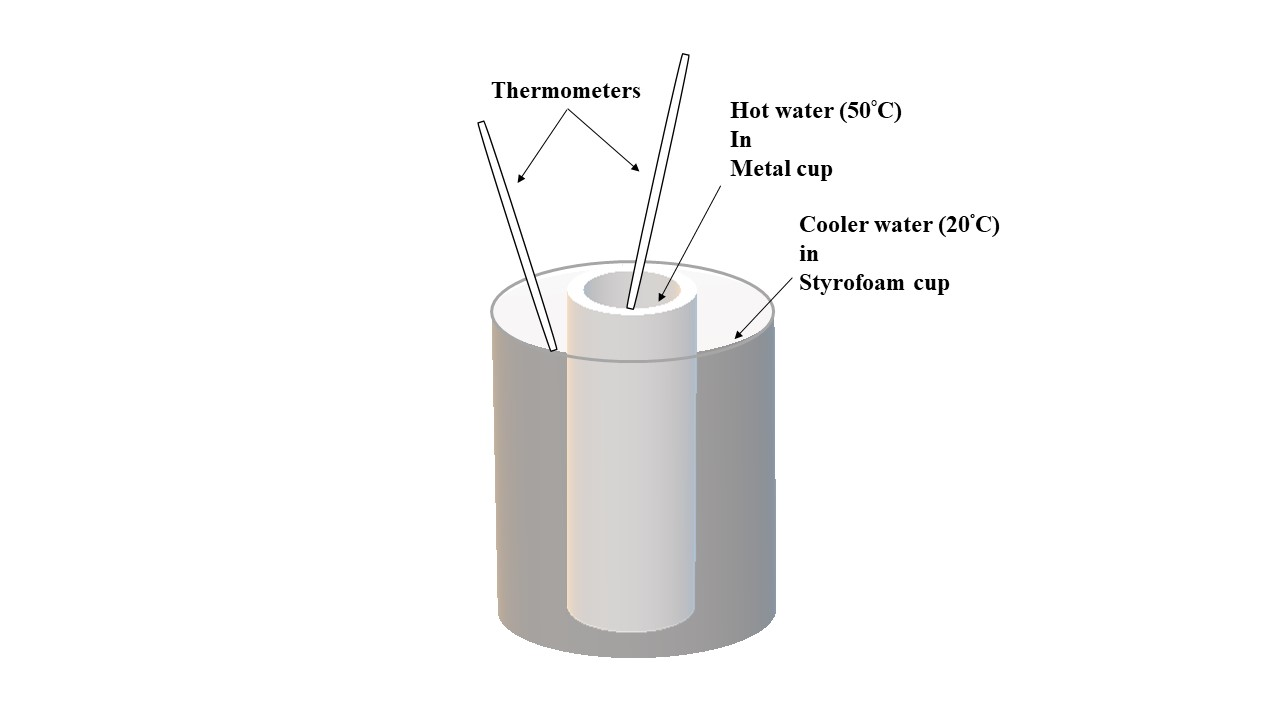 Thermometers
Hot water (50°C)
In
Metal cup
Cooler water (20°C)
in
Styrofoam cup